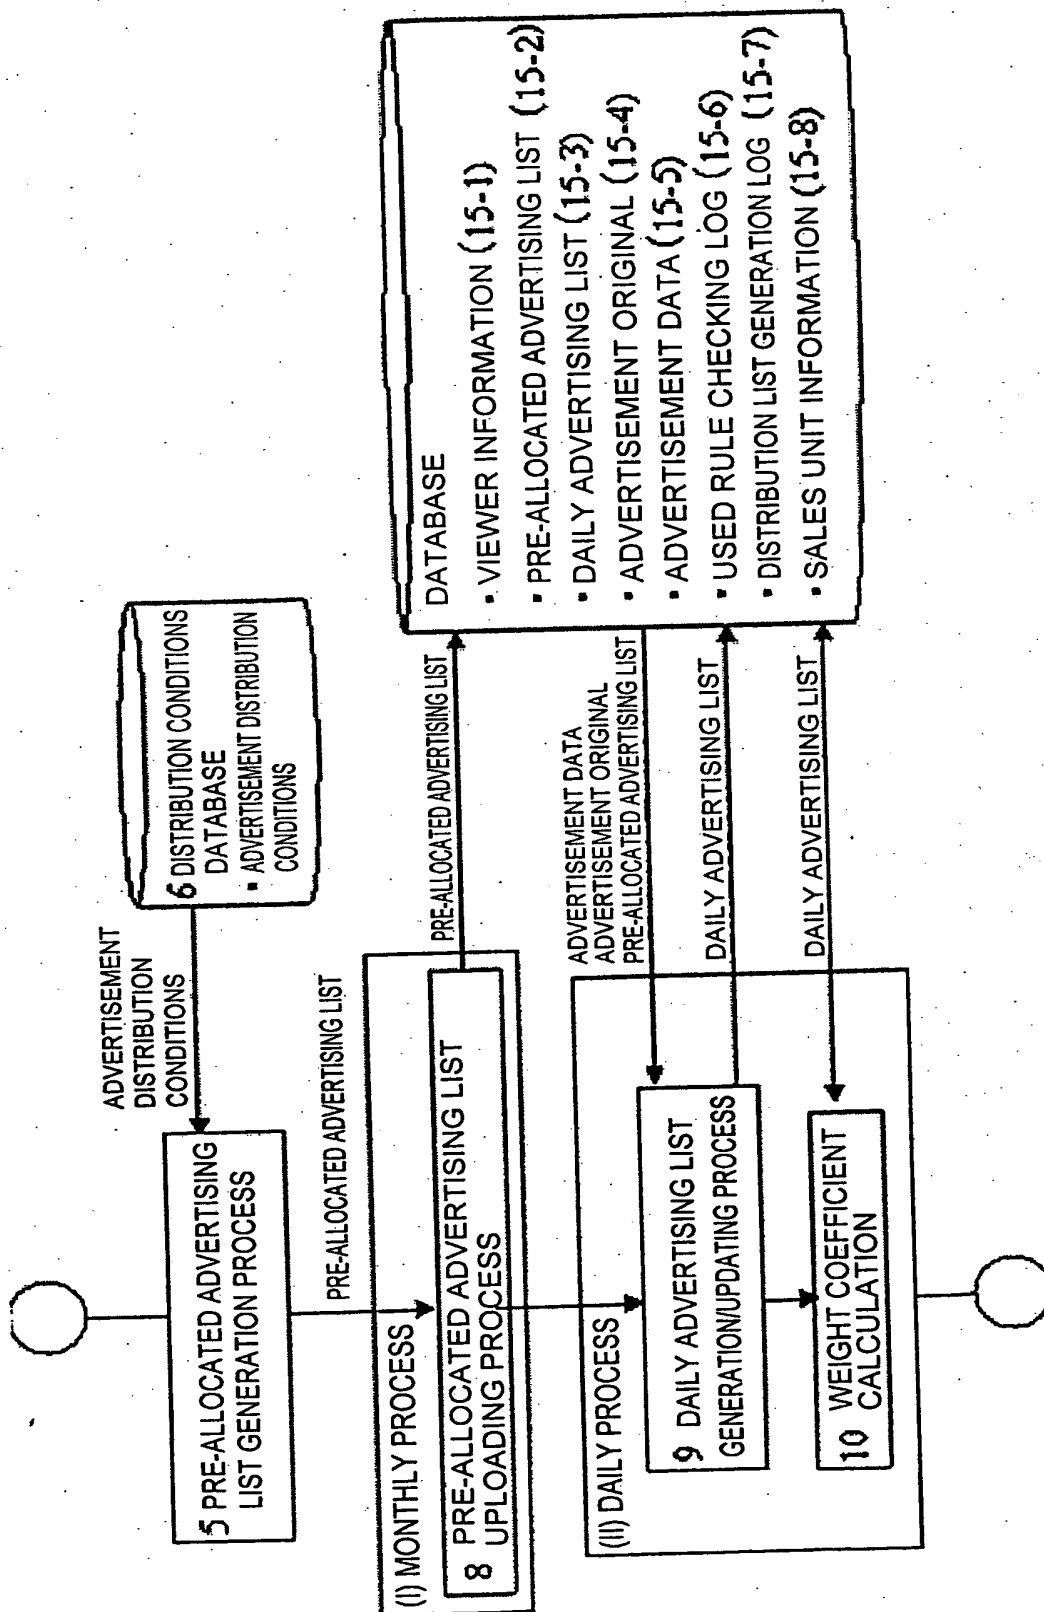 ADVERTISEMENT
DISTRIBUTION
CONDITIONS
6 DISTRIBUTION CONDITIONS
DATABASE
▪ ADVERTISEMENT DISTRIBUTION
CONDITIONS
5 PRE-ALLOCATED ADVERTISING
LIST GENERATION PROCESS
PRE-ALLOCATED ADVERTISING LIST
(I) MONTHLY PROCESS
8 PRE-ALLOCATED ADVERTISING LIST
UPLOADING PROCESS
PRE-ALLOCATED ADVERTISING LIST
DATABASE
▪ VIEWER INFORMATION (15-1)
▪ PRE-ALLOCATED ADVERTISING LIST (15-2)
▪ DAILY ADVERTISING LIST (15-3)
▪ ADVERTISEMENT ORIGINAL (15-4)
▪ ADVERTISEMENT DATA (15-5)
▪ USED RULE CHECKING LOG (15-6)
▪ DISTRIBUTION LIST GENERATION LOG (15-7)
▪ SALES UNIT INFORMATION (15-8)
ADVERTISEMENT DATA
ADVERTISEMENT ORIGINAL
PRE-ALLOCATED ADVERTISING LIST
DAILY ADVERTISING LIST
DAILY ADVERTISING LIST
(II) DAILY PROCESS
9 DAILY ADVERTISING LIST
GENERATION/UPDATING PROCESS
10 WEIGHT COEFFICIENT
CALCULATION